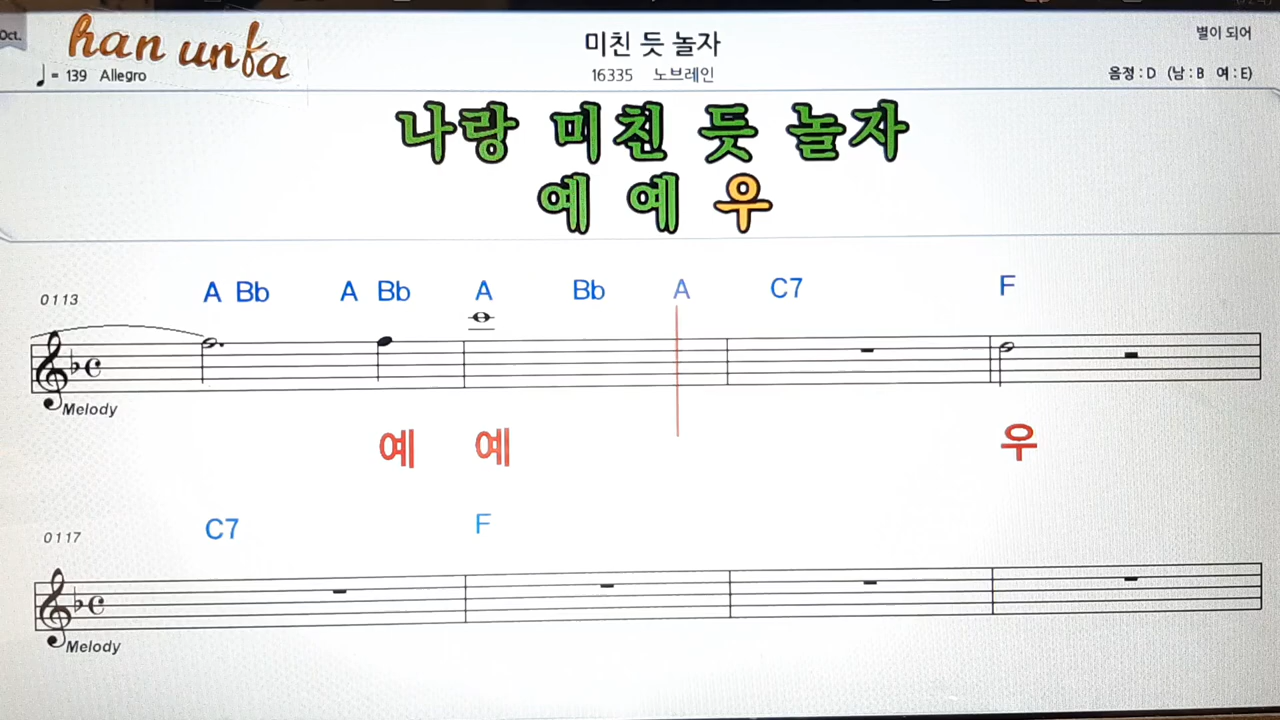 Oct.
han unfa
미친 듯 놀자
별이 되어
♩= 139 Allegro
16335 노브레인
음정 : D (남 : B 여 : E)
나랑 미친 듯 놀자
예 예 우
A Bb A Bb A Bb A C7 F
0113
Melody
예 예 우
C7 F
0117
Melody